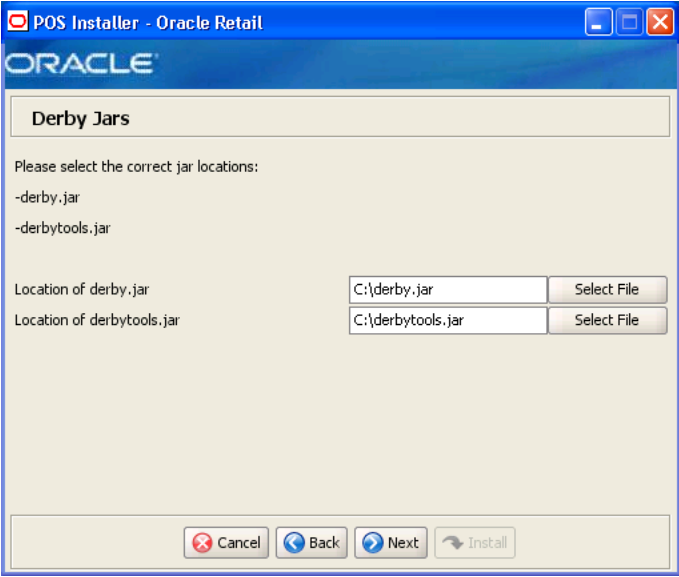 POS Installer - Oracle Retail
ORACLE
Derby Jars
Please select the correct jar locations:
-derby.jar
-derbytools.jar
Location of derby.jar C:\derby.jar Select File
Location of derbytools.jar C:\derbytools.jar Select File
Cancel Back Next Install